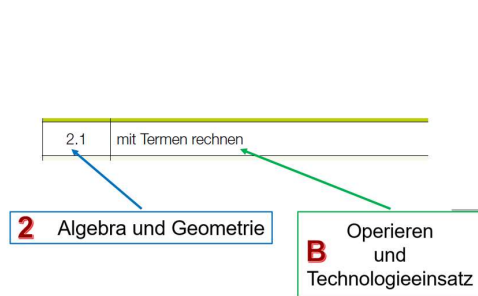 2.1 mit Termen rechnen
2 Algebra und Geometrie
Operieren
B und
Technologieeinsatz